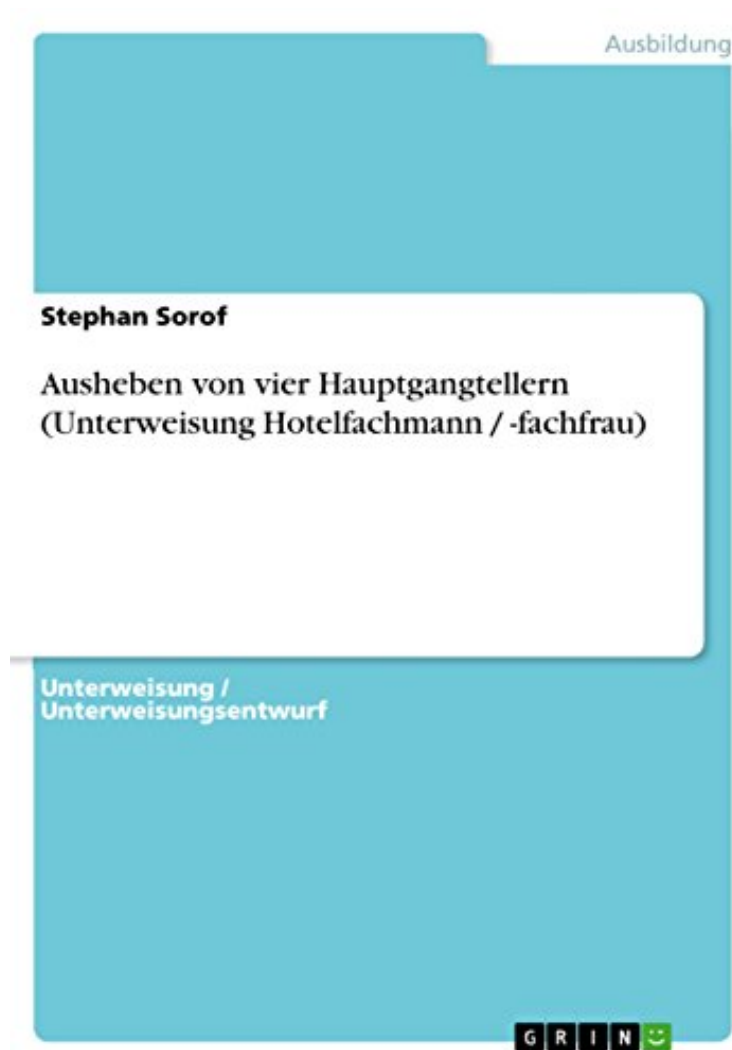 Ausbildung
Stephan Sorof
Ausheben von vier Hauptgangtellern
(Unterweisung Hotelfachmann / -fachfrau)
Unterweisung /
Unterweisungsentwurf
GRIN